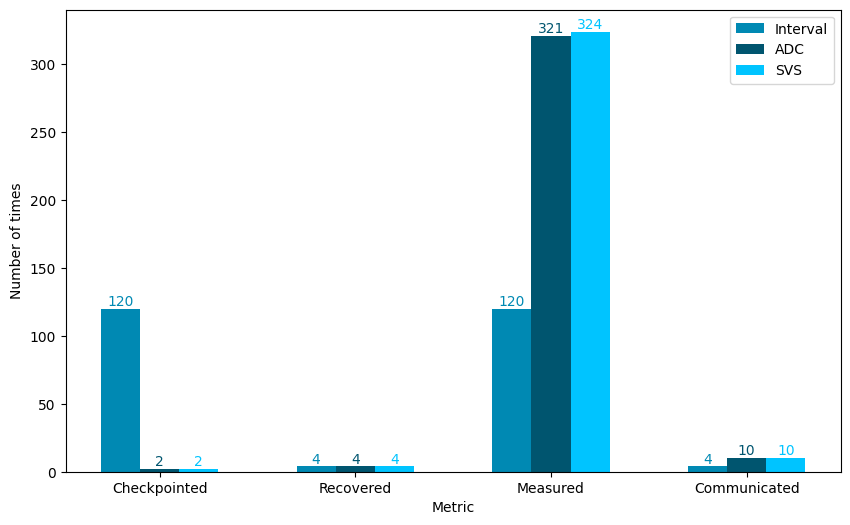 Interval
ADC
SVS
Number of times
300
250
200
150
100
50
0
120
2
2
4
4
4
120
321
324
4
10
10
Checkpointed
Recovered
Measured
Communicated
Metric